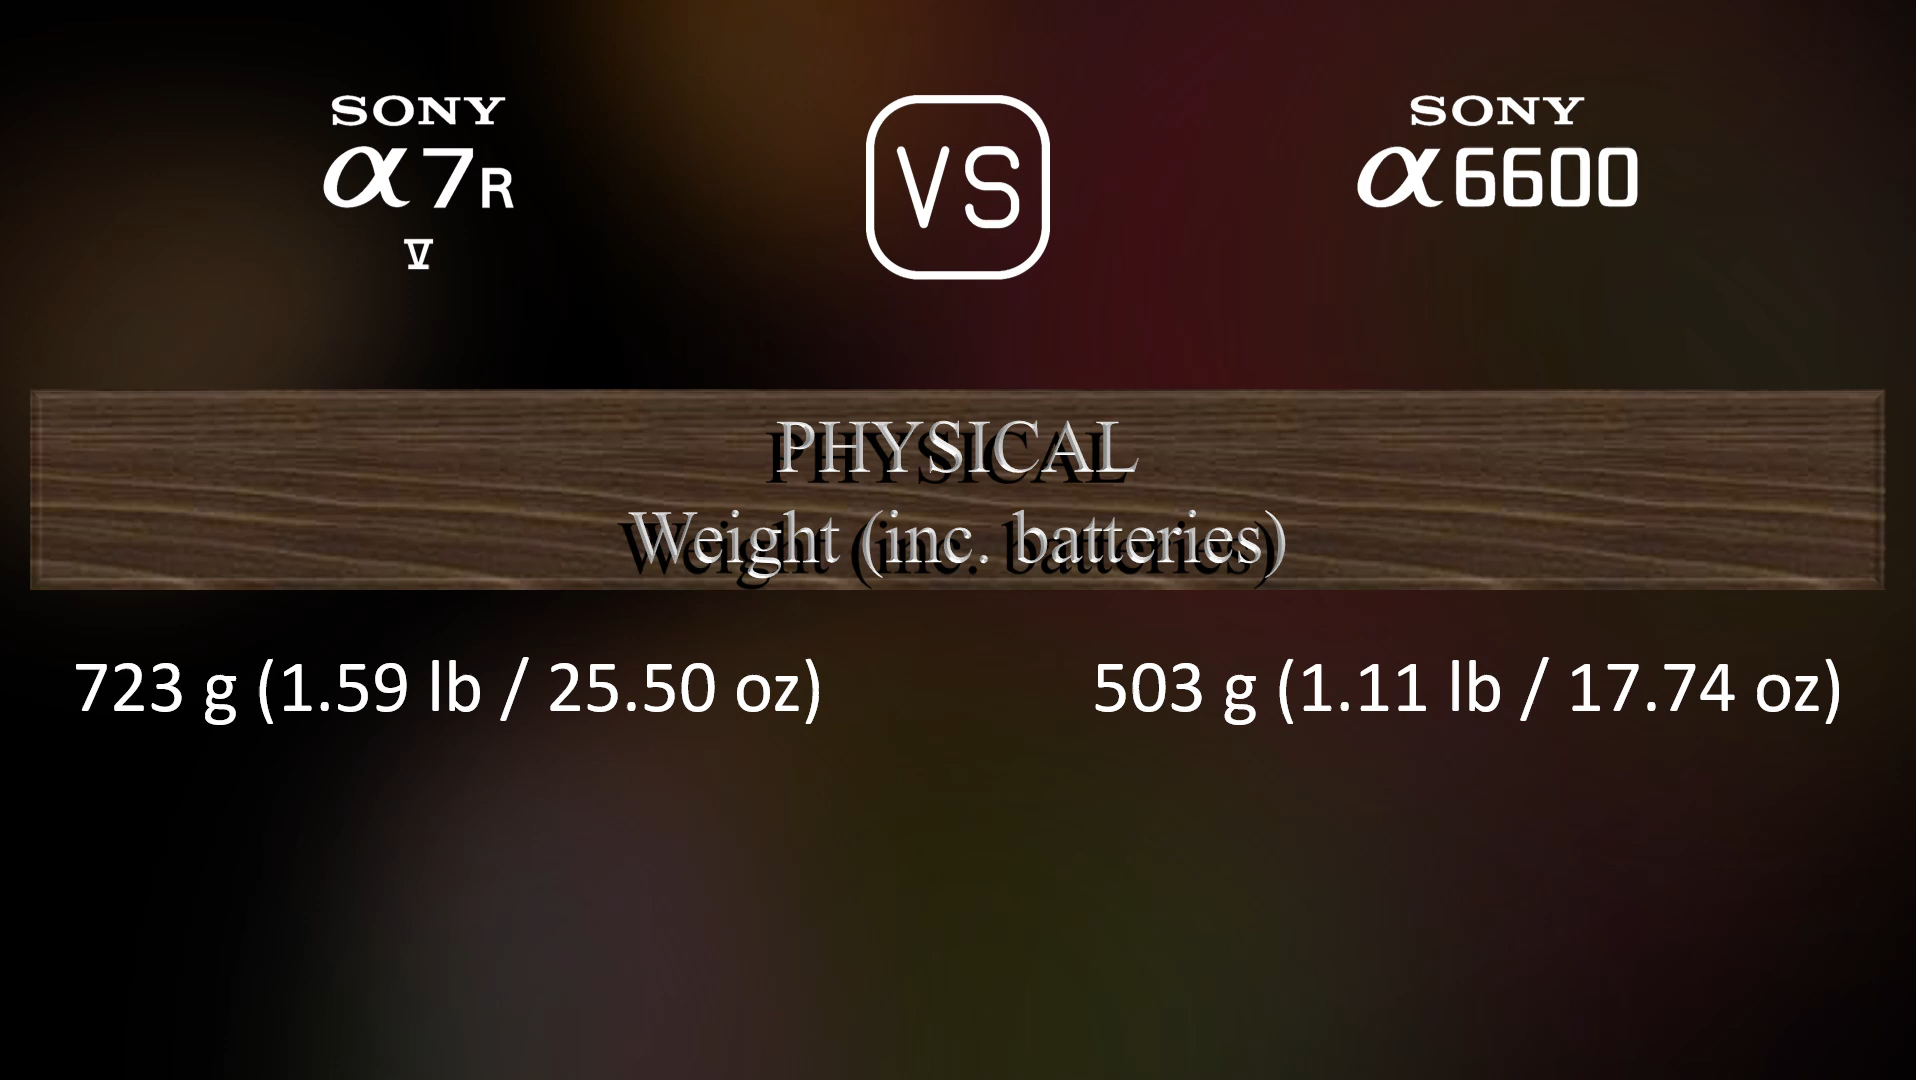 SONY
α7R
V
VS
SONY
α6600
PHYSICAL
Weight (inc. batteries)
723 g (1.59 lb / 25.50 oz)
503 g (1.11 lb / 17.74 oz)